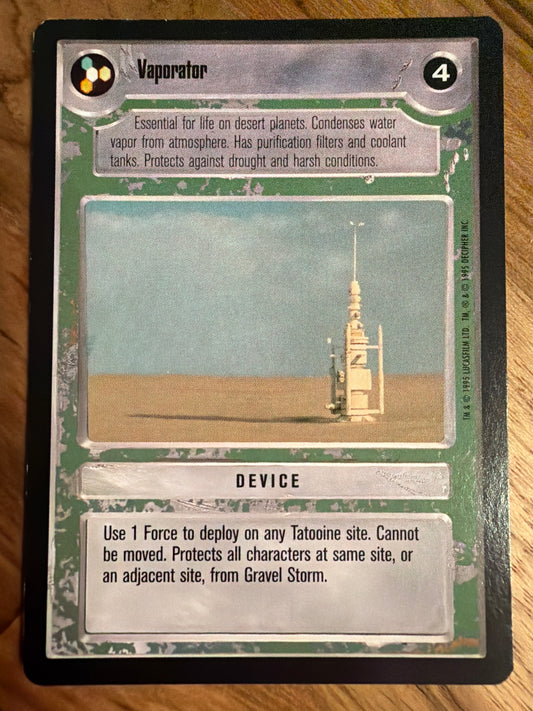 Vaporator
4
Essential for life on desert planets. Condenses water
vapor from atmosphere. Has purification filters and coolant
tanks. Protects against drought and harsh conditions.
TM & © 1995 LUCASFILM LTD. TM, ® & © 1995 DECIPHER INC
DEVICE
Use 1 Force to deploy on any Tatooine site. Cannot
be moved. Protects all characters at same site, or
an adjacent site, from Gravel Storm.